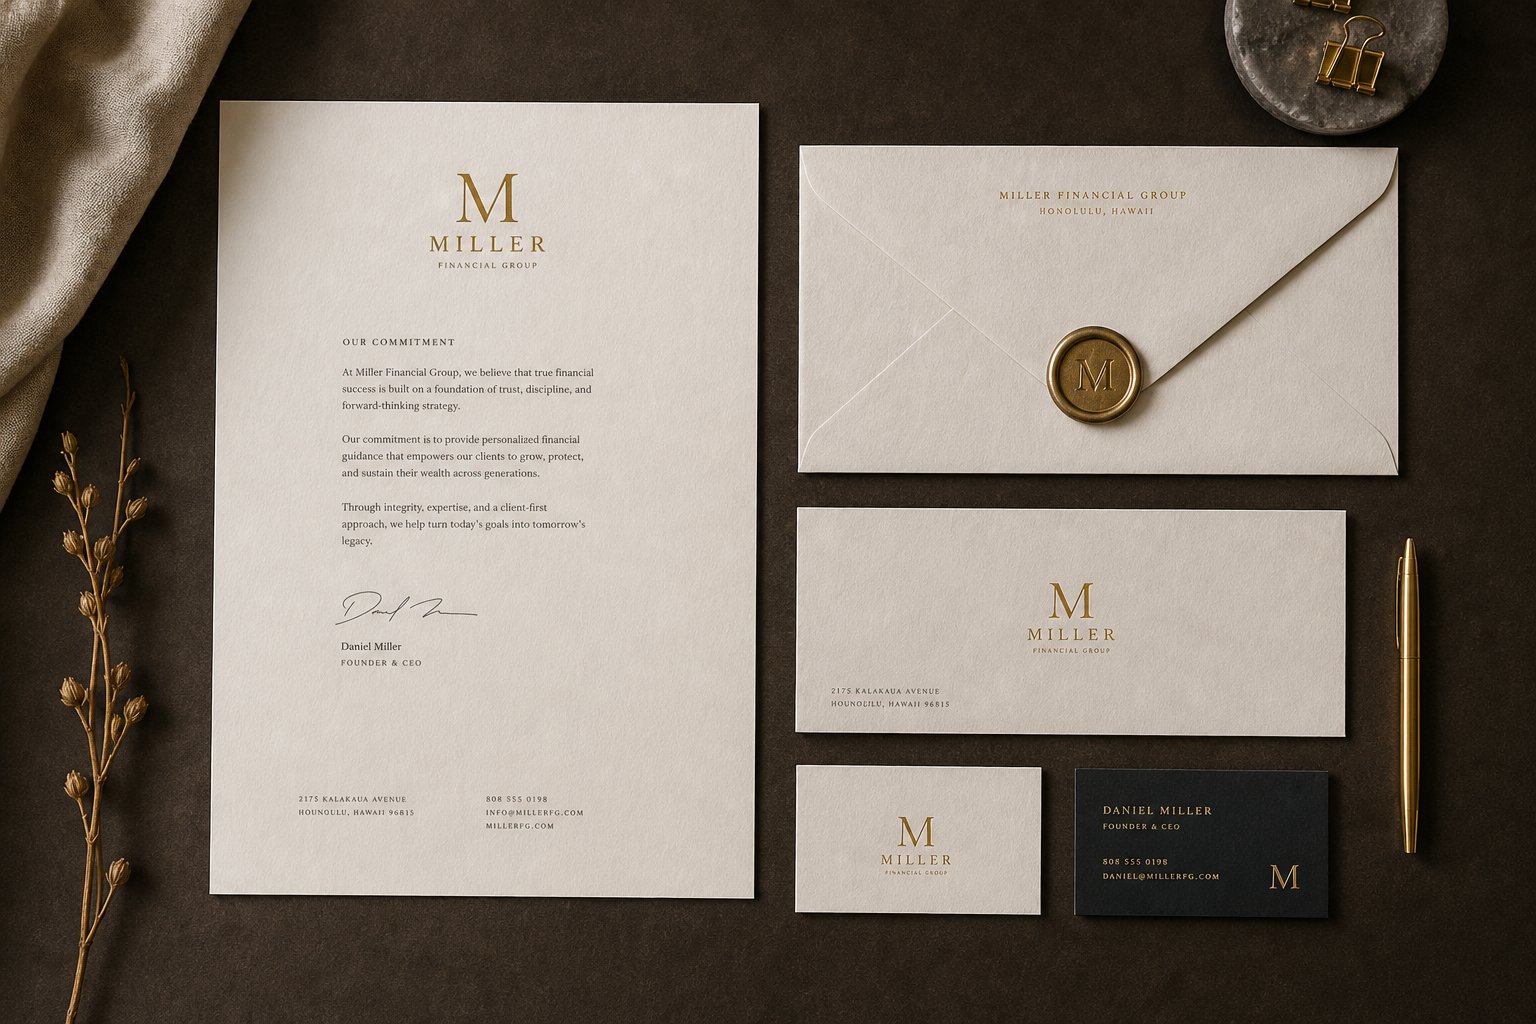 M
MILLER
FINANCIAL GROUP
OUR COMMITMENT
At Miller Financial Group, we believe that true financial
success is built on a foundation of trust, discipline, and
forward-thinking strategy.
Our commitment is to provide personalized financial
guidance that empowers our clients to grow, protect,
and sustain their wealth across generations.
Through integrity, expertise, and a client-first
approach, we help turn today's goals into tomorrow's
legacy.
Daniel Miller
FOUNDER & CEO
2175 KALAKAUA AVENUE
HOUNOULU, HAWAII 96815
808 555 0198
INFO@MILLERFG.COM
MILLERFG.COM
MILLER FINANCIAL GROUP
HONOLULU, HAWAII
M
M
MILLER
FINANCIAL GROUP
2175 KALAKAUA AVENUE
HAWAII 96815
M
MILLER
FINANCIAL GROUP
DANIEL MILLER
FOUNDER & CEO
808 555 0198
DANIEL@MILLERFG.COM
M